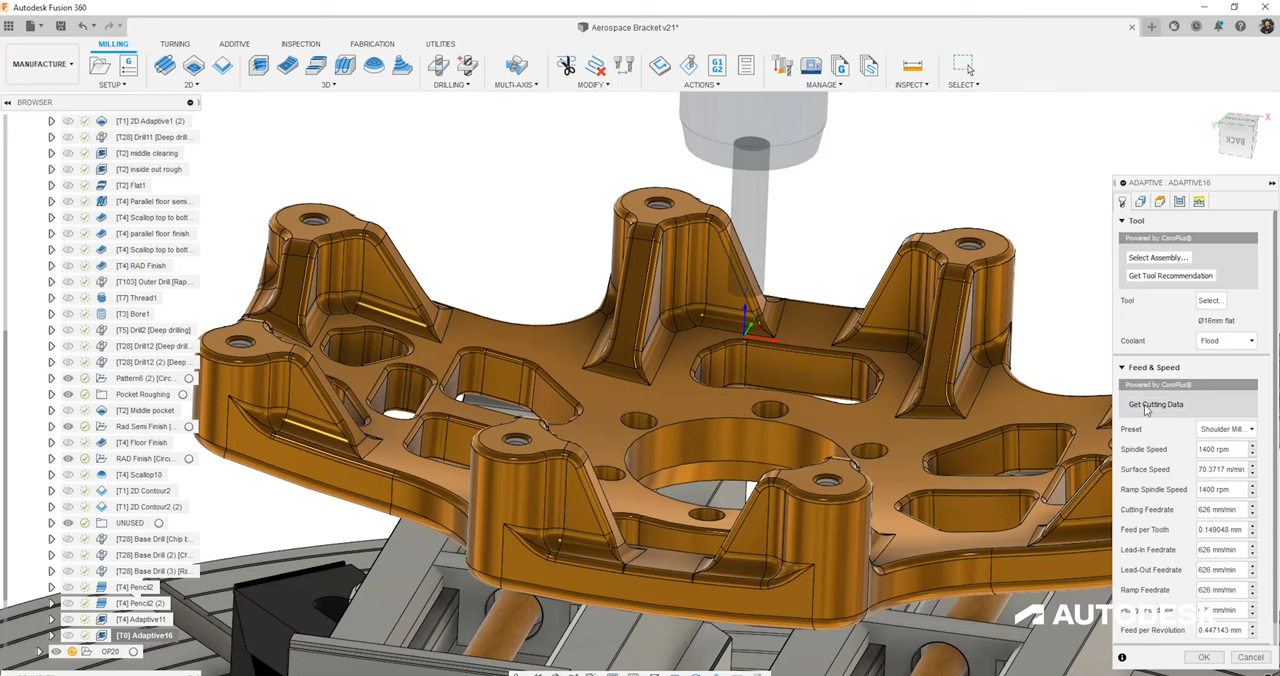 Autodesk Fusion 360
Aerospace Bracket v21*
MANUFACTURE
MILLING TURNING ADDITIVE INSPECTION FABRICATION UTILITIES
SETUP 2D 3D DRILLING MULTI-AXIS MODIFY ACTIONS MANAGE INSPECT SELECT
G1
G2
BROWSER
[T1] 2D Adaptive1 (2)
[T28] Drill11 [Deep drill...
[T2] middle clearing
[T2] inside out rough
[T2] Flat1
[T4] Parallel floor semi...
[T4] Scallop top to bott...
[T4] parallel floor finish
[T4] Scallop top to bott...
[T4] RAD Finish
[T103] Outer Drill [Rap...
[T7] Thread1
[T3] Bore1
[T5] Drill2 [Deep drilling]
[T28] Drill12 [Deep drill...
[T28] Drill12 (2) [Deep...
Pattern6 (2) [Circ...
Pocket Roughing
[T2] Middle pocket
Rad Semi Finish [...
[T4] Floor Finish
RAD Finish [Circu...
[T4] Scallop10
[T1] 2D Contour2
[T1] 2D Contour2 (2)
UNUSED
[T28] Base Drill [Chip b...
[T28] Base Drill (2) [Ch...
[T28] Base Drill (3) [Ra...
[T4] Pencil2
[T4] Pencil2 (2)
[T4] Adaptive11
[T0] Adaptive16
OP20
X
Y
BACK
ADAPTIVE : ADAPTIVE16
Tool
Powered by CoroPlus®
Select Assembly...
Get Tool Recommendation
Tool Select...
Ø16mm flat
Coolant Flood
Feed & Speed
Powered by CoroPlus®
Get Cutting Data
Preset Shoulder Mill...
Spindle Speed 1400 rpm
Surface Speed 70.3717 m/min
Ramp Spindle Speed 1400 rpm
Cutting Feedrate 626 mm/min
Feed per Tooth 0.149048 mm
Lead-In Feedrate 626 mm/min
Lead-Out Feedrate 626 mm/min
Ramp Feedrate 626 mm/min
Feed per Revolution 0.447143 mm
OK Cancel
AUTODESK